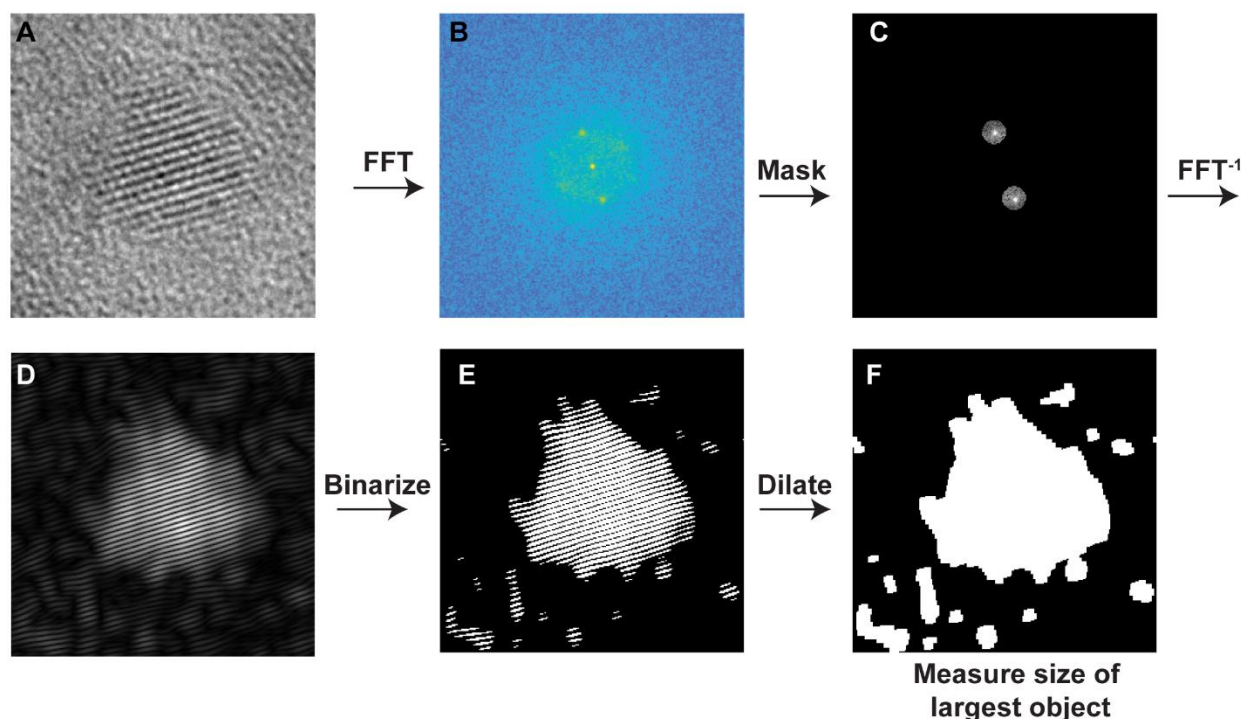 A
B
C
FFT
Mask
FFT-1
D
E
F
Binarize
Dilate
Measure size of
largest object